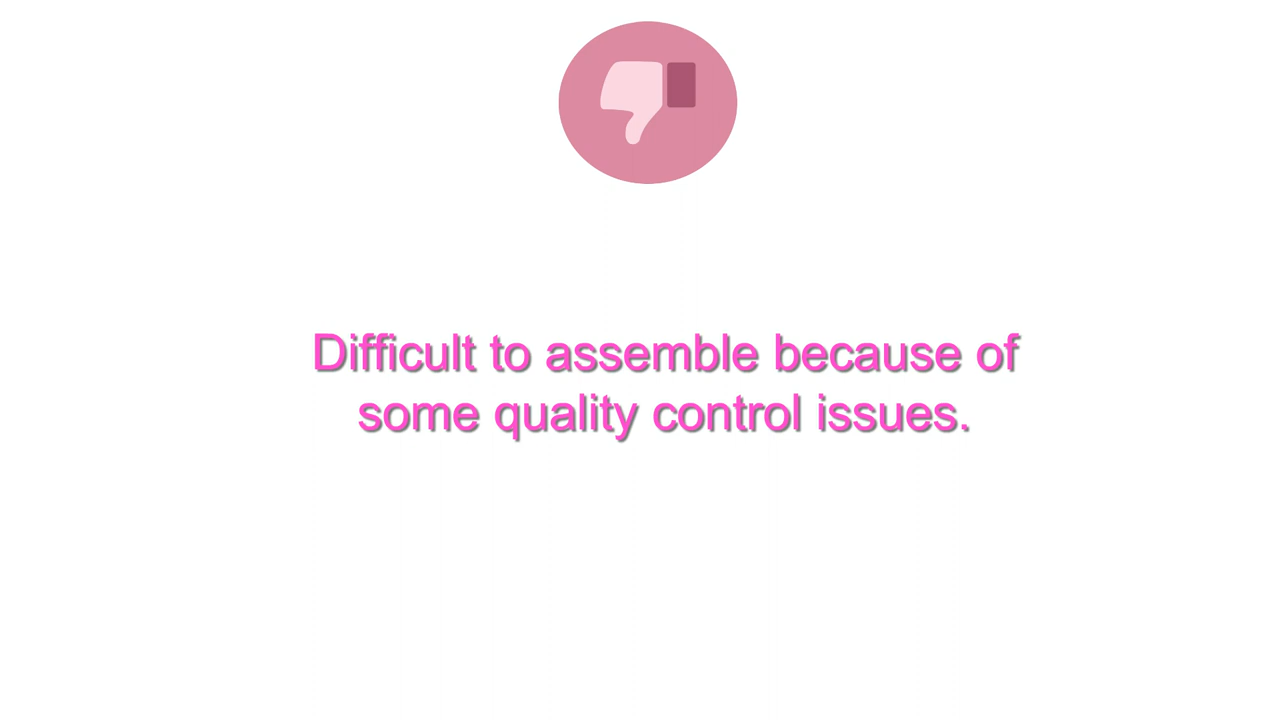 Difficult to assemble because of
some quality control issues.